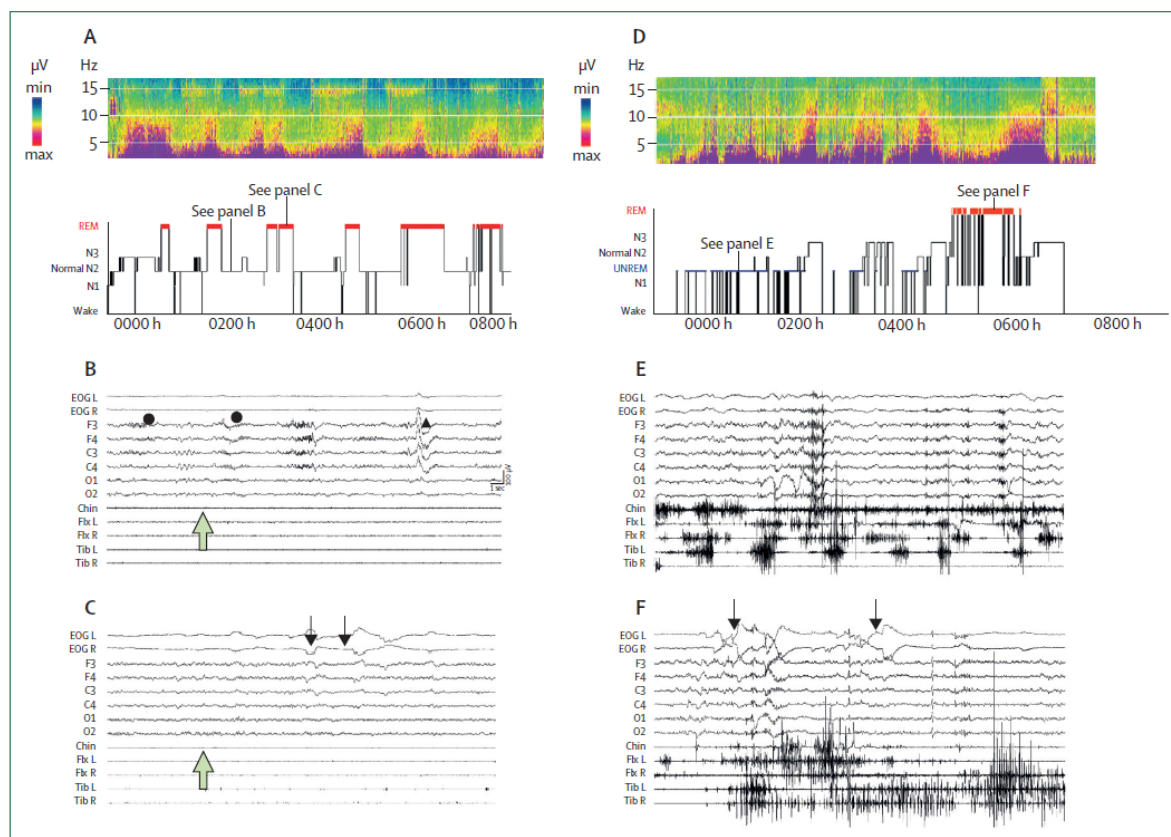 A
µV
Hz
min
15
10
max
5
See panel C
See panel B
REM
N3
Normal N2
N1
Wake
0000 h
0200 h
0400 h
0600 h
0800 h
B
EOG L
EOG R
F3
F4
C3
C4
O1
O2
Chin
Flx L
Flx R
Tib L
Tib R
100 µV
1 sec
C
EOG L
EOG R
F3
F4
C3
C4
O1
O2
Chin
Flx L
Flx R
Tib L
Tib R
D
µV
Hz
min
15
10
max
5
REM
See panel F
N3
See panel E
Normal N2
UNREM
N1
Wake
0000 h
0200 h
0400 h
0600 h
0800 h
E
EOG L
EOG R
F3
F4
C3
C4
O1
O2
Chin
Flx L
Flx R
Tib L
Tib R
F
EOG L
EOG R
F3
F4
C3
C4
O1
O2
Chin
Flx L
Flx R
Tib L
Tib R